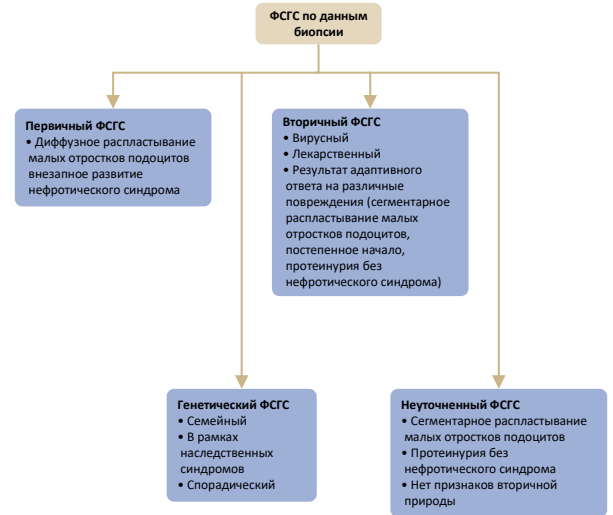 ФСГС по данным
биопсии
Первичный ФСГС
• Диффузное распластывание
малых отростков подоцитов
внезапное развитие
нефротического синдрома
Вторичный ФСГС
• Вирусный
• Лекарственный
• Результат адаптивного
ответа на различные
повреждения (сегментарное
распластывание малых
отростков подоцитов,
постепенное начало,
протеинурия без
нефротического синдрома)
Генетический ФСГС
• Семейный
• В рамках
наследственных
синдромов
• Спорадический
Неуточненный ФСГС
• Сегментарное распластывание
малых отростков подоцитов
• Протеинурия без
нефротического синдрома
• Нет признаков вторичной
природы